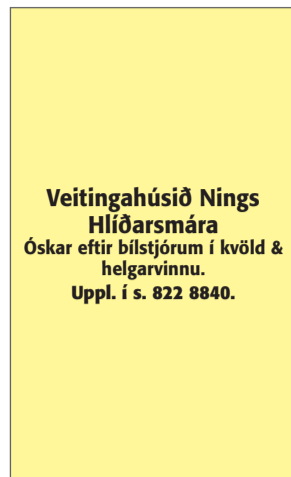 Veitingahúsið Nings
Hlíðarsmára
Óskar eftir bílstjórum í kvöld &
helgarvinnu.
Uppl. í s. 822 8840.